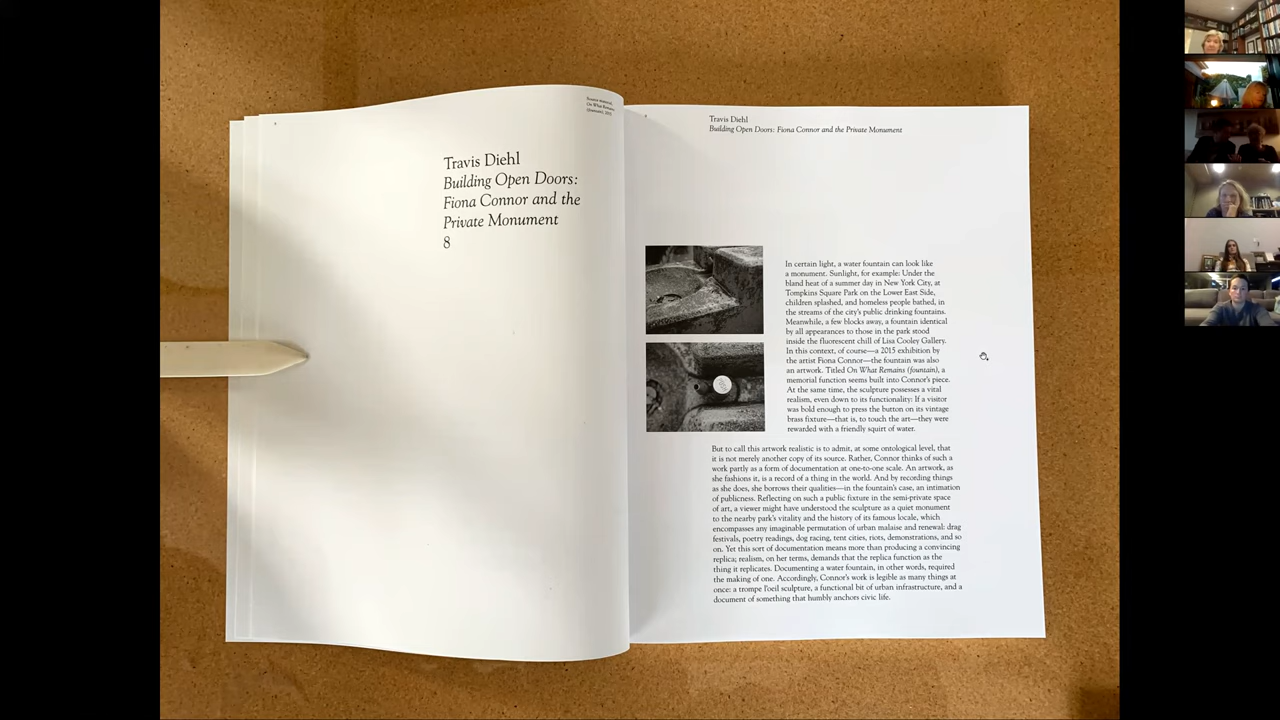 Source material,
On What Remains
(fountain), 2015
Travis Diehl
Building Open Doors:
Fiona Connor and the
Private Monument
8
Travis Diehl
Building Open Doors: Fiona Connor and the Private Monument
In certain light, a water fountain can look like
a monument. Sunlight, for example: Under the
bland heat of a summer day in New York City, at
Tompkins Square Park on the Lower East Side,
children splashed, and homeless people bathed, in
the streams of the city's public drinking fountains.
Meanwhile, a few blocks away, a fountain identical
by all appearances to those in the park stood
inside the fluorescent chill of Lisa Cooley Gallery.
In this context, of course—a 2015 exhibition by
the artist Fiona Connor—the fountain was also
an artwork. Titled On What Remains (fountain), a
memorial function seems built into Connor's piece.
At the same time, the sculpture possesses a vital
realism, even down to its functionality: If a visitor
was bold enough to press the button on its vintage
brass fixture—that is, to touch the art—they were
rewarded with a friendly squirt of water.
But to call this artwork realistic is to admit, at some ontological level, that
it is not merely another copy of its source. Rather, Connor thinks of such a
work partly as a form of documentation at one-to-one scale. An artwork, as
she fashions it, is a record of a thing in the world. And by recording things
as she does, she borrows their qualities—in the fountain's case, an intimation
of publicness. Reflecting on such a public fixture in the semi-private space
of art, a viewer might have understood the sculpture as a quiet monument
to the nearby park's vitality and the history of its famous locale, which
encompasses any imaginable permutation of urban malaise and renewal: drag
festivals, poetry readings, dog racing, tent cities, riots, demonstrations, and so
on. Yet this sort of documentation means more than producing a convincing
replica; realism, on her terms, demands that the replica function as the
thing it replicates. Documenting a water fountain, in other words, required
the making of one. Accordingly, Connor's work is legible as many things at
once: a trompe l'oeil sculpture, a functional bit of urban infrastructure, and a
document of something that humbly anchors civic life.